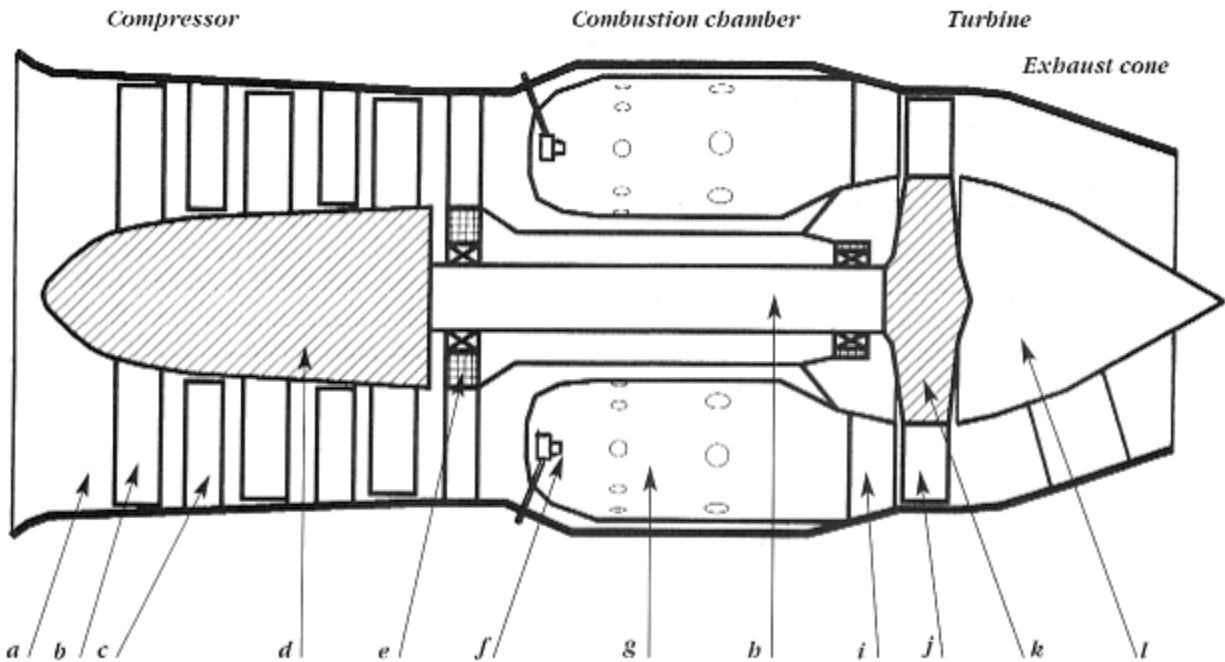 Compressor
Combustion chamber
Turbine
Exhaust cone
a b c d e f g h i j k l